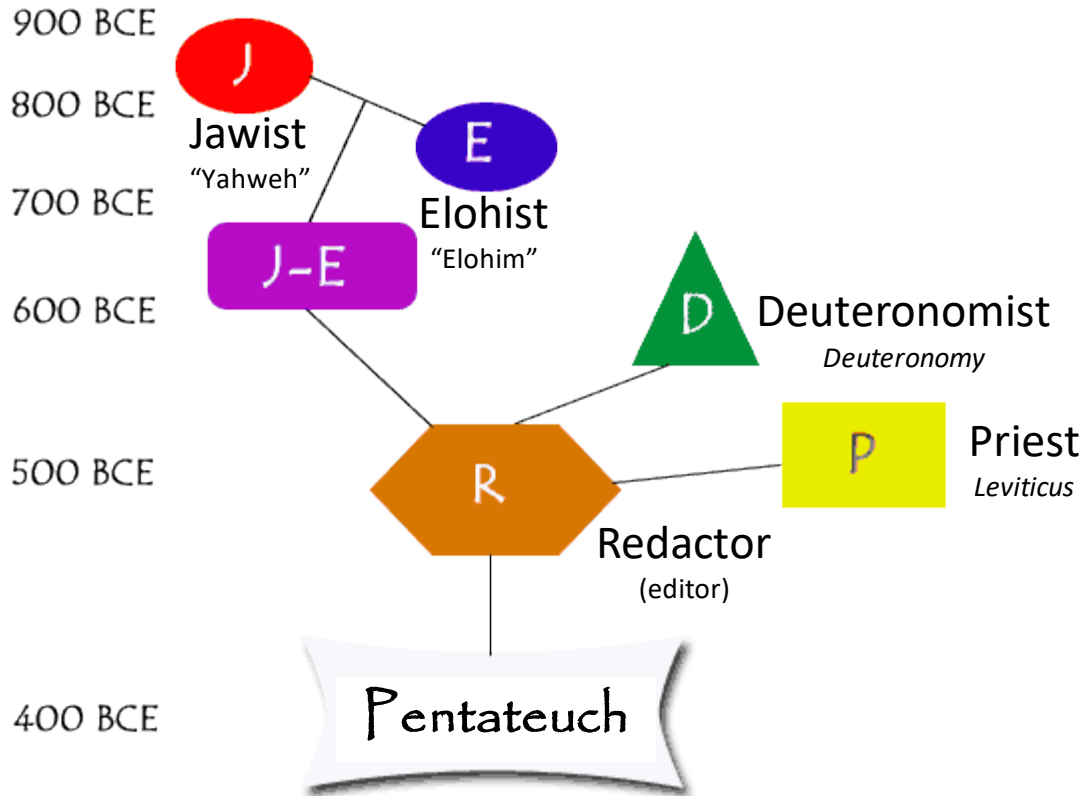 900 BCE
J
800 BCE
Jawist
"Yahweh"
E
700 BCE
Elohist
"Elohim"
J-E
600 BCE
D
Deuteronomist
Deuteronomy
P
Priest
Leviticus
500 BCE
R
Redactor
(editor)
400 BCE
Pentateuch